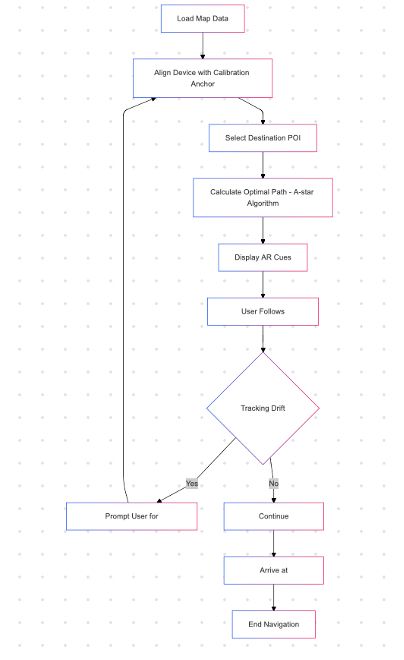 Load Map Data
Align Device with Calibration
Anchor
Select Destination POI
Calculate Optimal Path - A-star
Algorithm
Display AR Cues
User Follows
Tracking Drift
Yes
No
Prompt User for
Continue
Arrive at
End Navigation